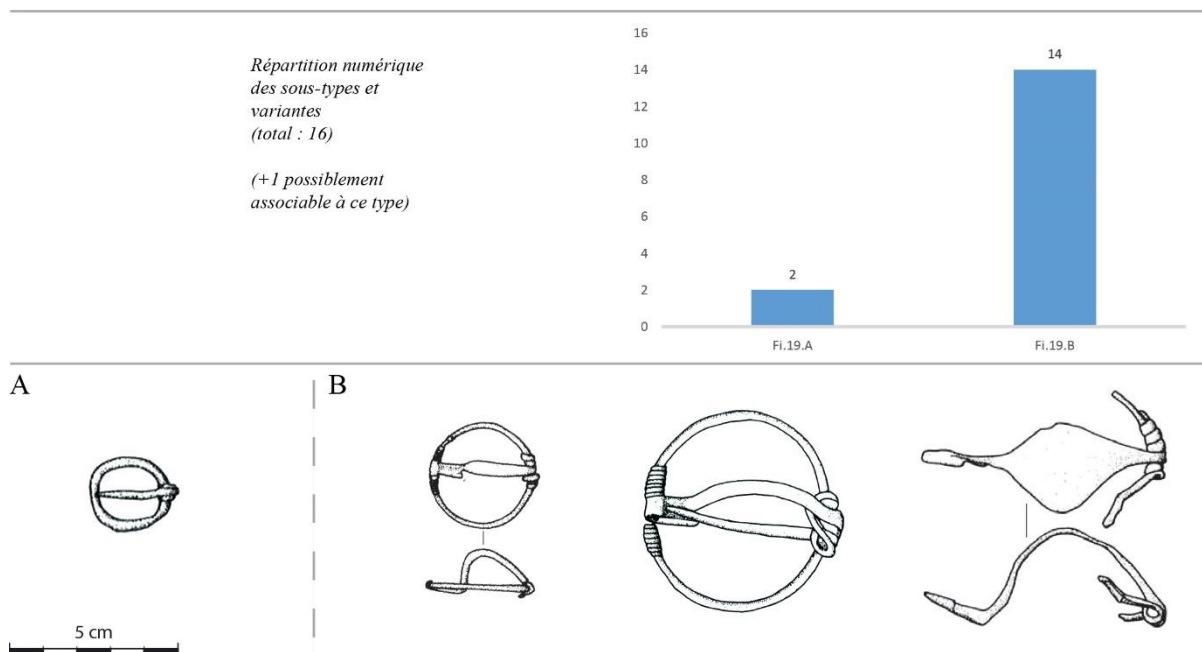 Répartition numérique
des sous-types et
variantes
(total : 16)
(+1 possiblement
associable à ce type)
16
14
12
10
8
6
4
2
0
2
14
Fi.19.A
Fi.19.B
A
B
5 cm